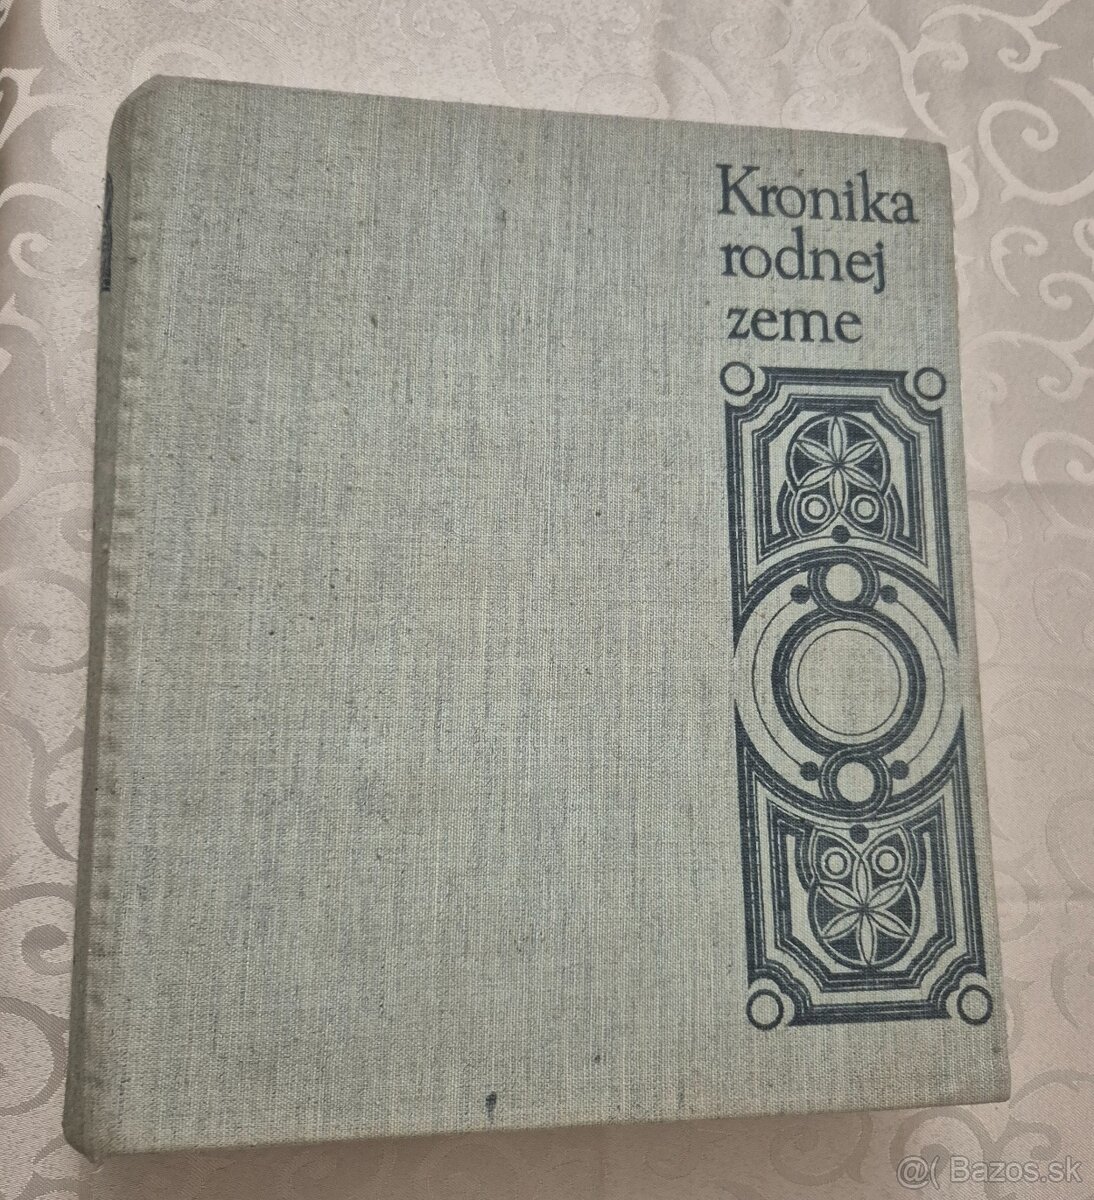 Kronika
rodnej
zeme
@( Bazos.sk